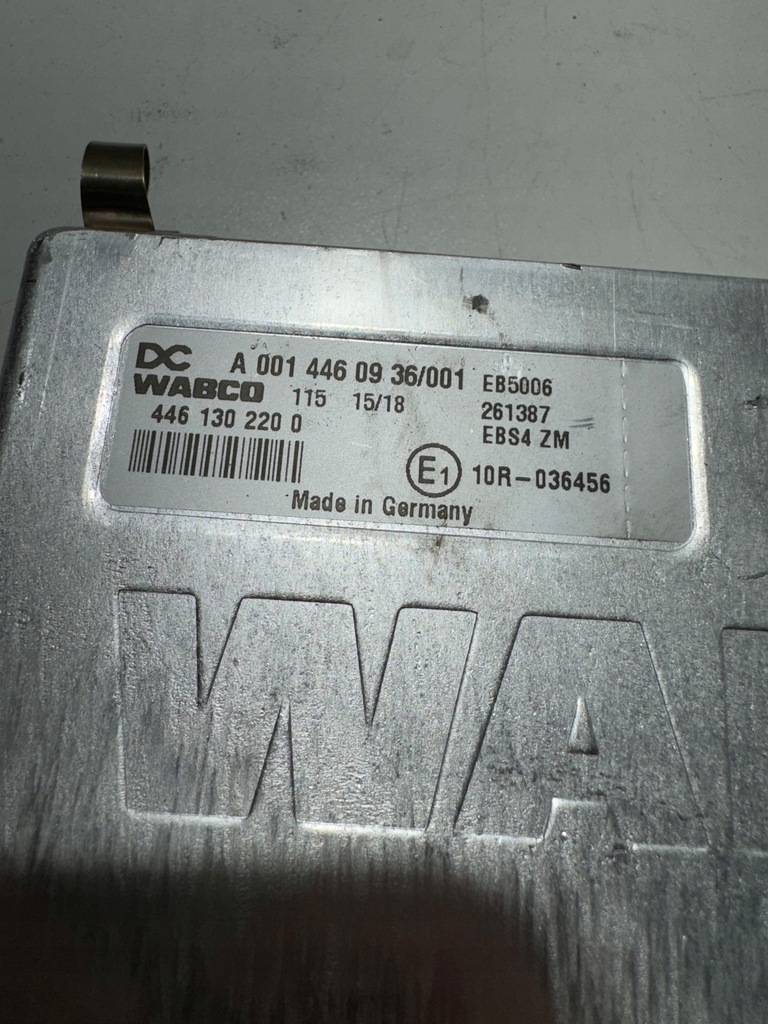 DC A 001 446 09 36/001 EB5006
WABCO 115 15/18 261387
446 130 220 0 EBS4 ZM
E1 10R-036456
Made in Germany
WA